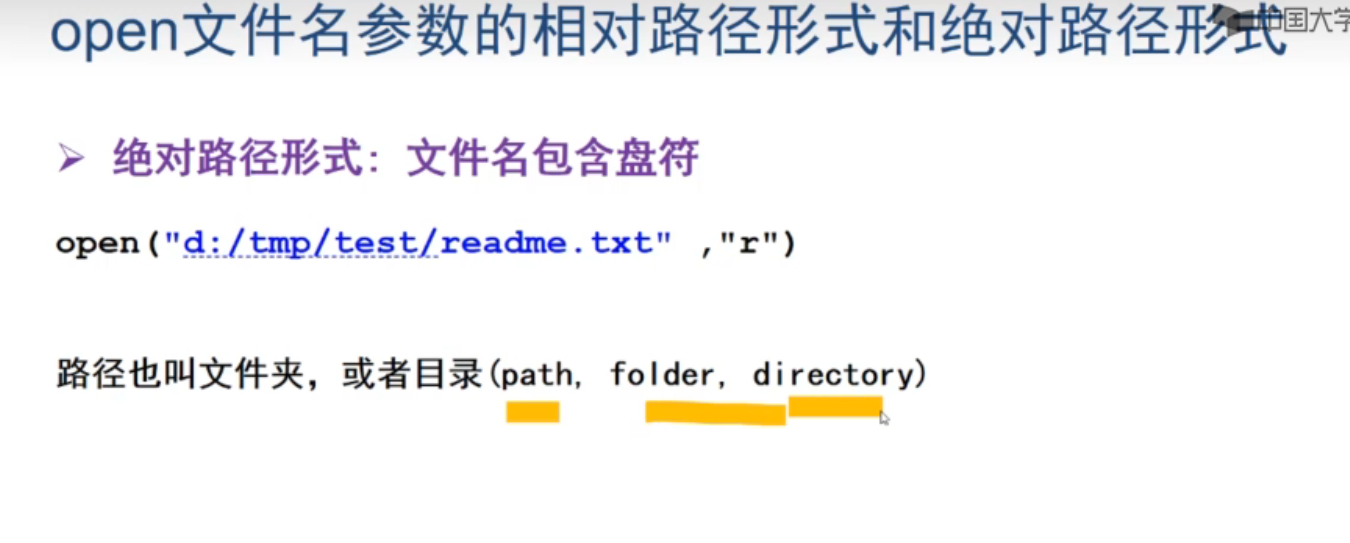 open文件名参数的相对路径形式和绝对路径形式
中国大学
➢ 绝对路径形式：文件名包含盘符
open("d:/tmp/test/readme.txt" ,"r")
路径也叫文件夹，或者目录(path, folder, directory)